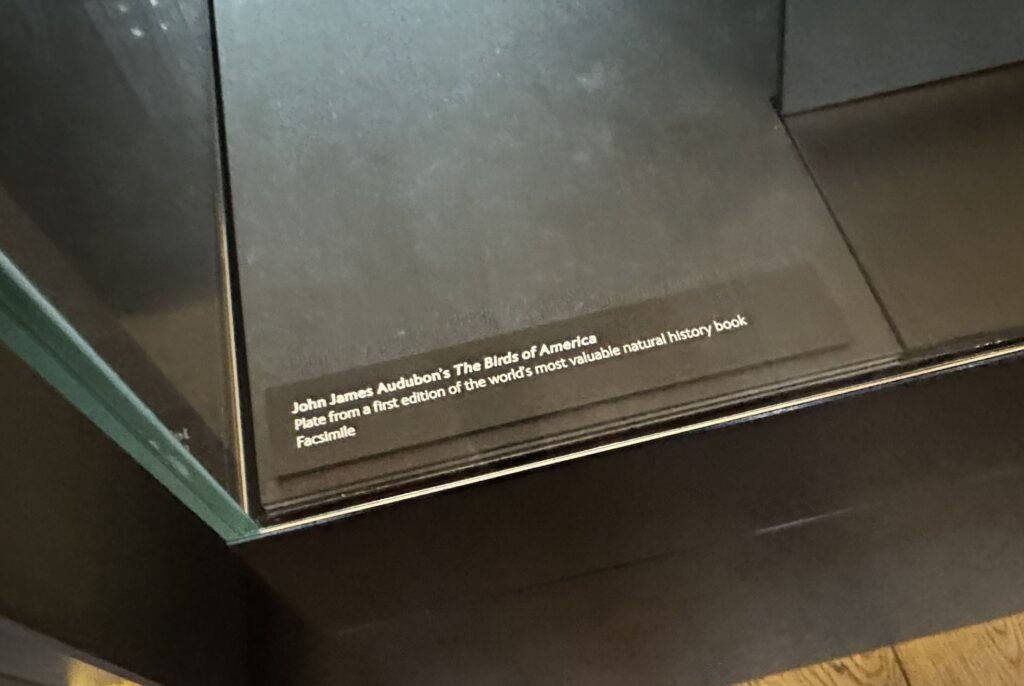 John James Audubon's The Birds of America
Plate from a first edition of the world's most valuable natural history book
Facsimile